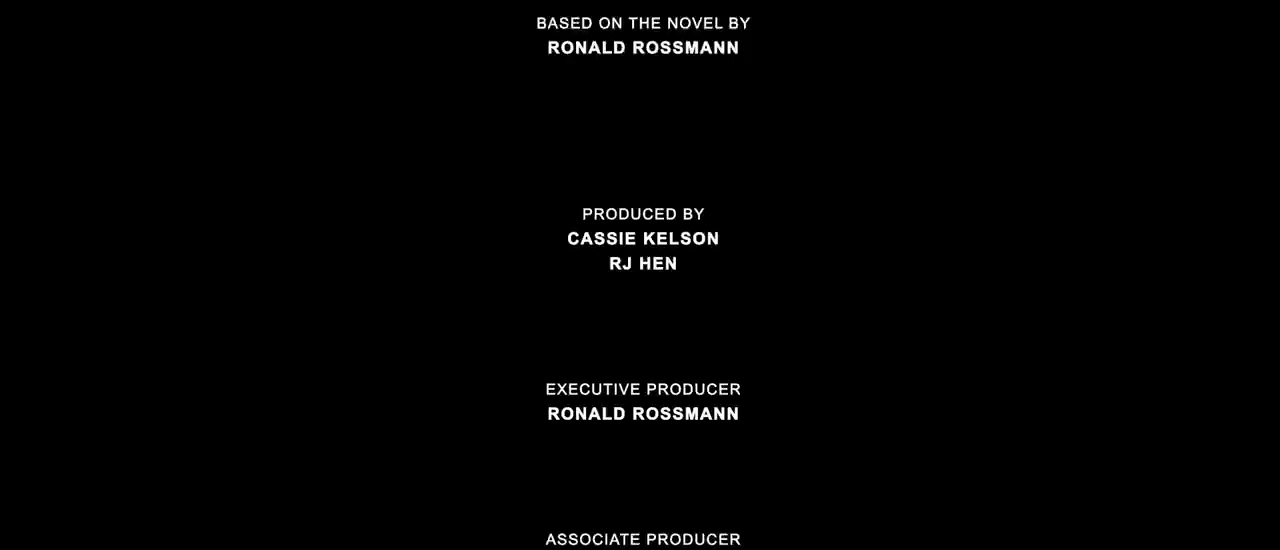 BASED ON THE NOVEL BY
RONALD ROSSMANN
PRODUCED BY
CASSIE KELSON
RJ HEN
EXECUTIVE PRODUCER
RONALD ROSSMANN
ASSOCIATE PRODUCER